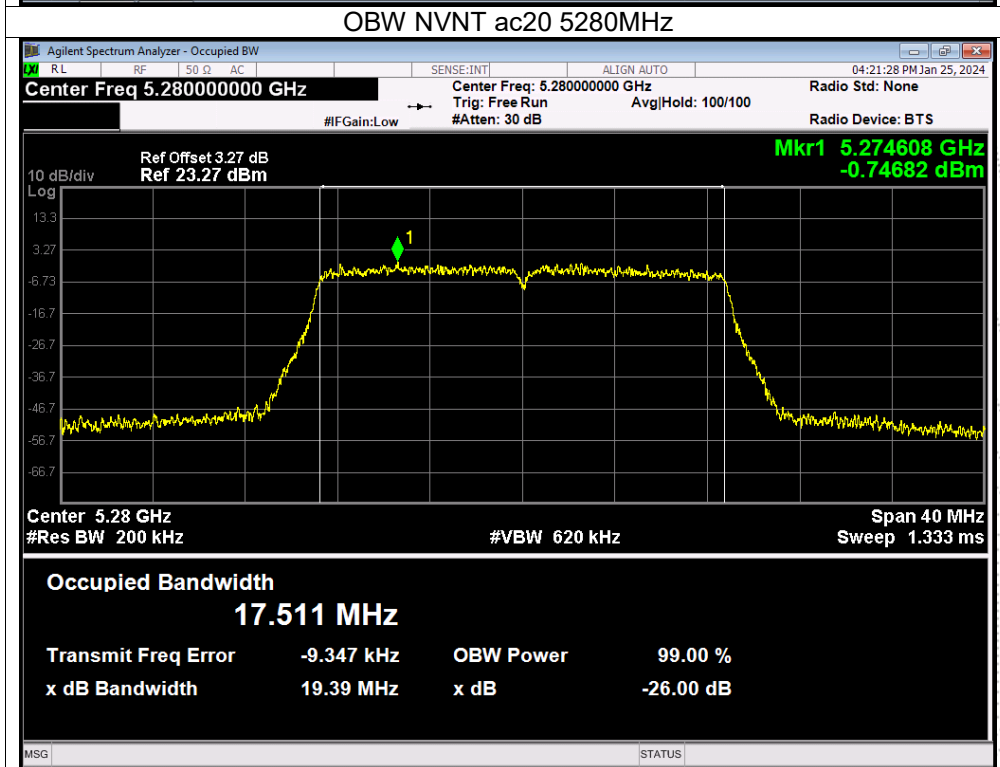 OBW NVNT ac20 5280MHz
Agilent Spectrum Analyzer - Occupied BW
LXI RL RF 50 Ω AC SENSE:INT ALIGN AUTO 04:21:28 PM Jan 25, 2024
Center Freq 5.280000000 GHz Center Freq: 5.280000000 GHz Radio Std: None
Trig: Free Run Avg|Hold: 100/100
#IFGain:Low #Atten: 30 dB Radio Device: BTS
Mkr1 5.274608 GHz
-0.74682 dBm
Ref Offset 3.27 dB
10 dB/div Ref 23.27 dBm
Log
13.3
1
3.27
-6.73
-16.7
-26.7
-36.7
-46.7
-56.7
-66.7
Center 5.28 GHz Span 40 MHz
#Res BW 200 kHz #VBW 620 kHz Sweep 1.333 ms
Occupied Bandwidth
17.511 MHz
Transmit Freq Error -9.347 kHz OBW Power 99.00 %
x dB Bandwidth 19.39 MHz x dB -26.00 dB
MSG STATUS